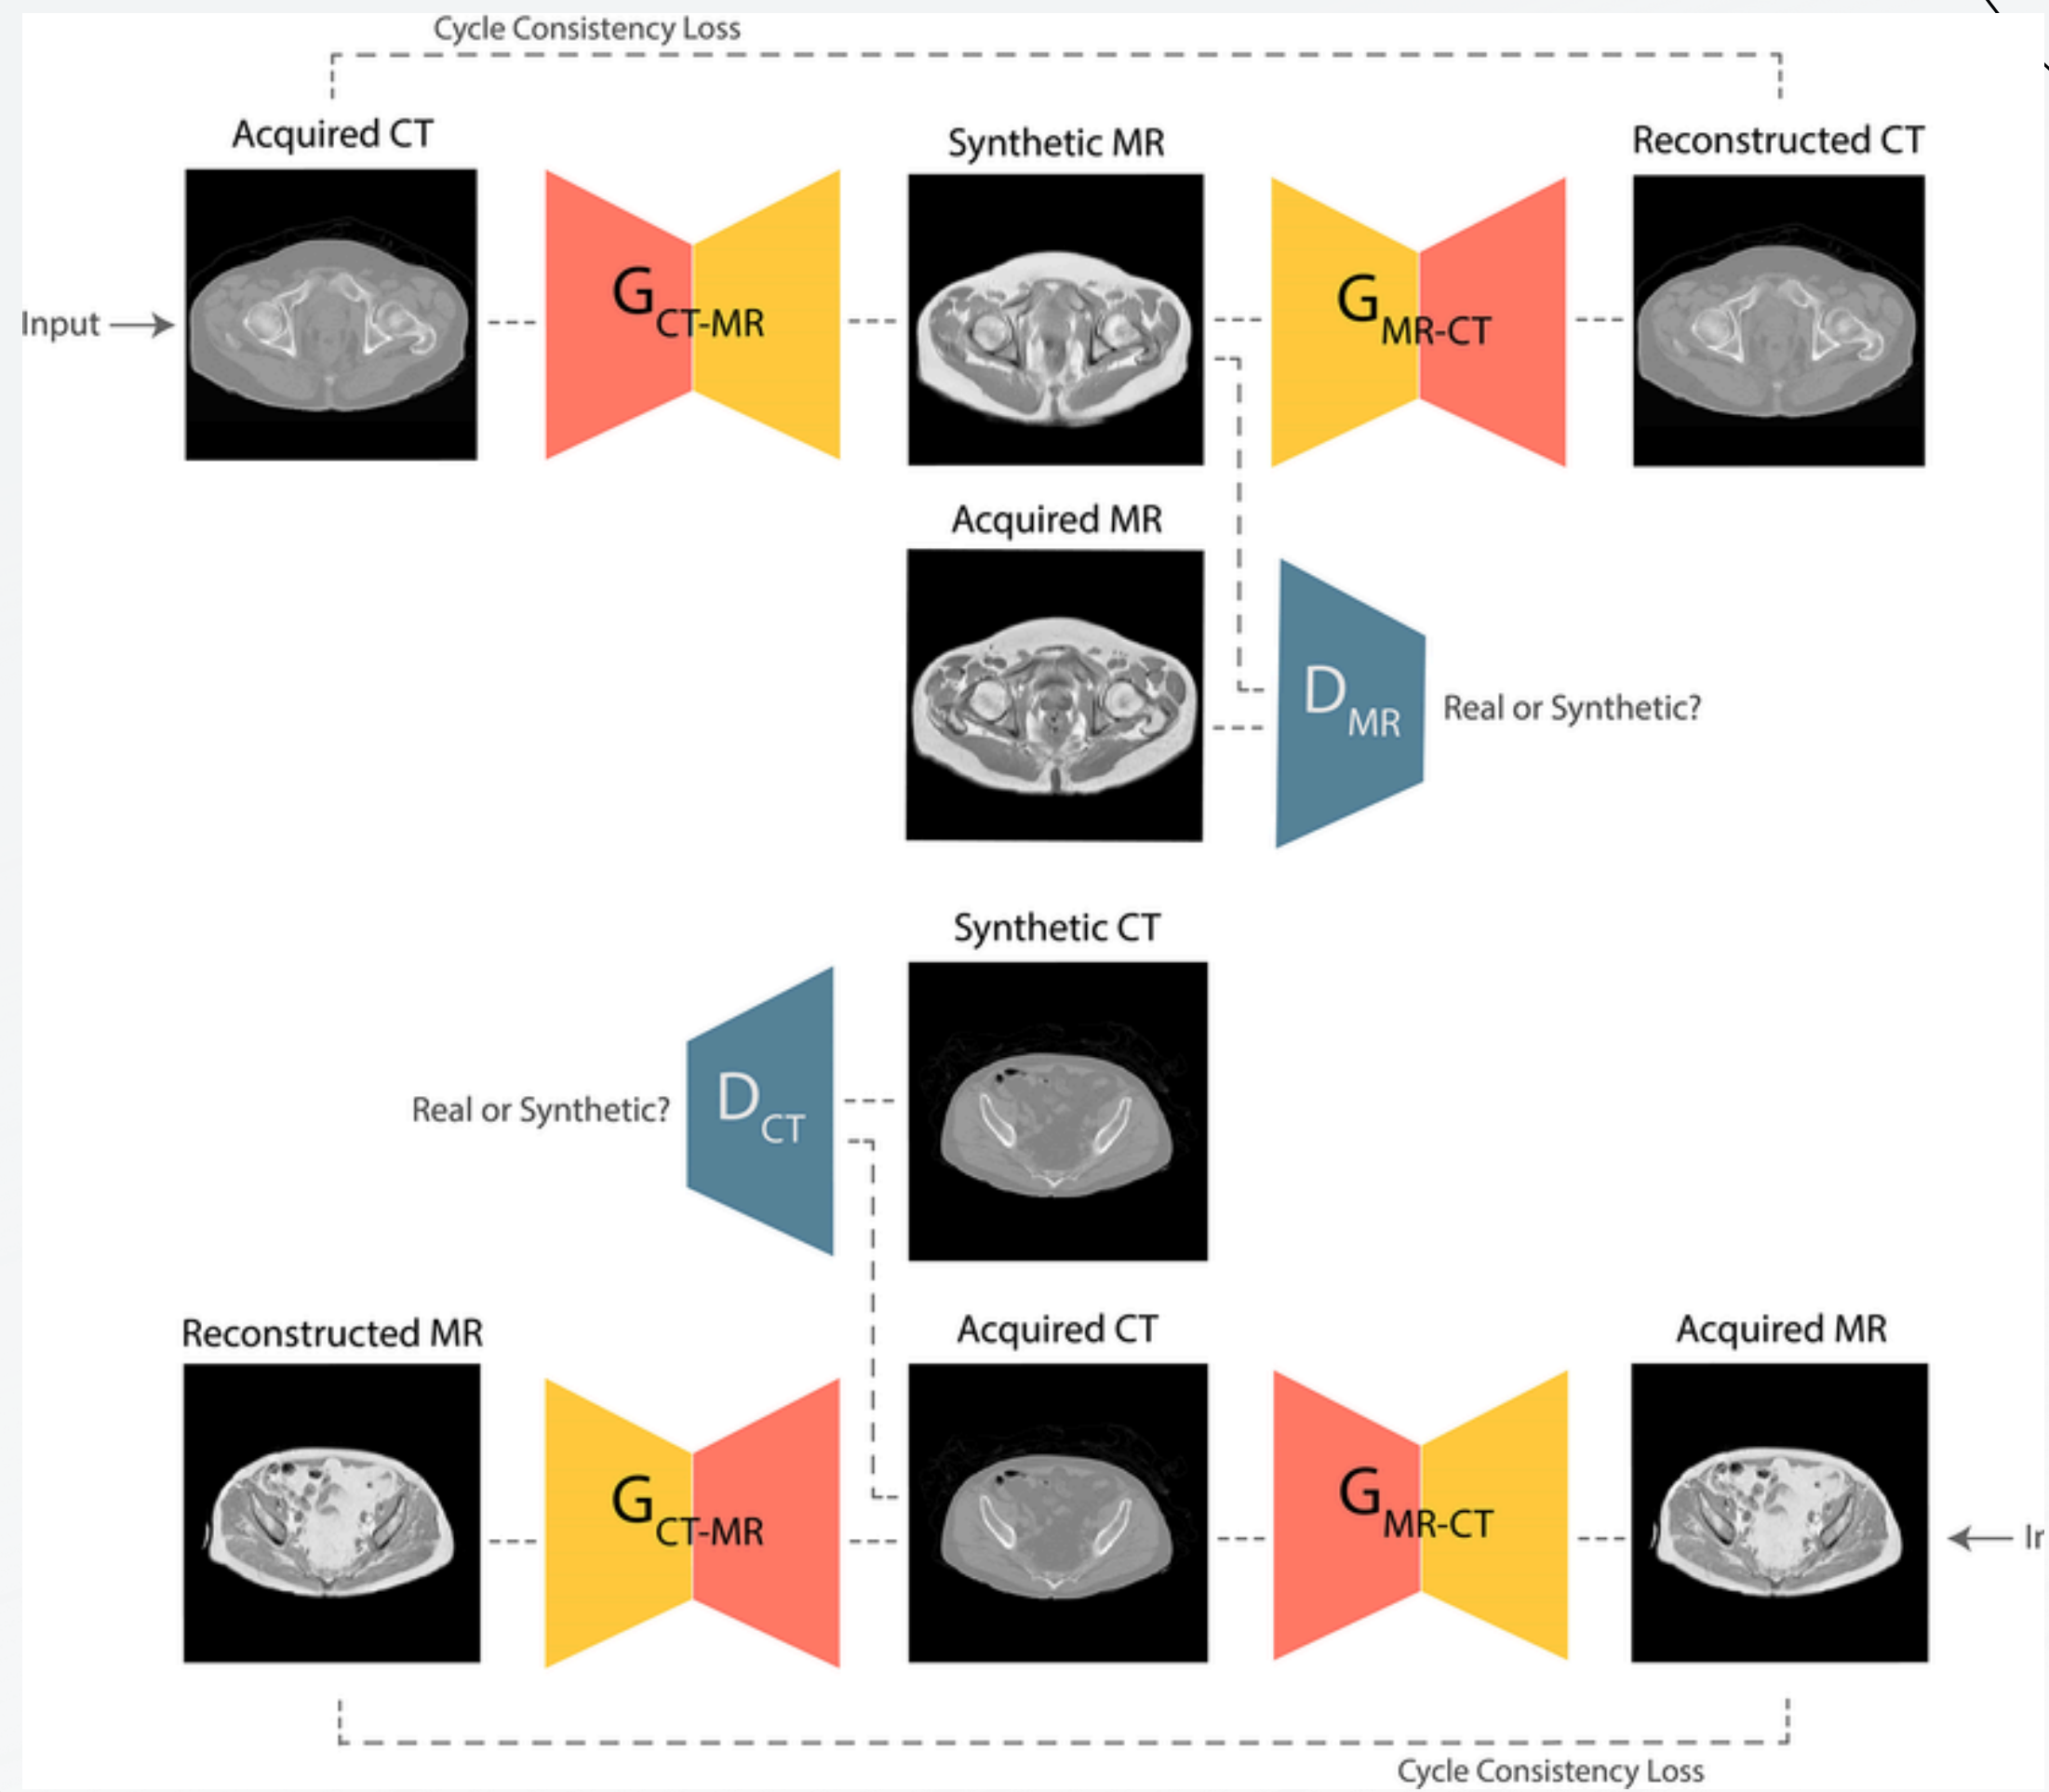 Cycle Consistency Loss
Acquired CT
Synthetic MR
Reconstructed CT
Input
G CT-MR
G MR-CT
Acquired MR
D MR
Real or Synthetic?
Synthetic CT
Real or Synthetic?
D CT
Reconstructed MR
Acquired CT
Acquired MR
G CT-MR
G MR-CT
In
Cycle Consistency Loss